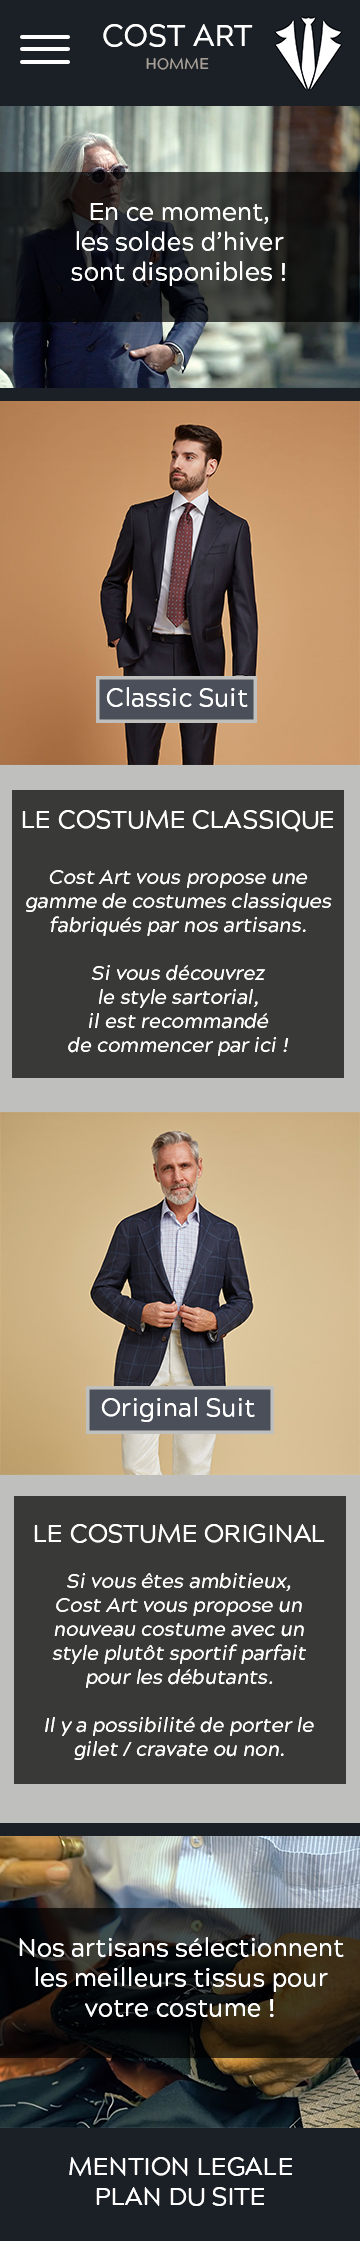 COST ART
HOMME
En ce moment,
les soldes d’hiver
sont disponibles !
Classic Suit
LE COSTUME CLASSIQUE
Cost Art vous propose une
gamme de costumes classiques
fabriqués par nos artisans.
Si vous découvrez
le style sartorial,
il est recommandé
de commencer par ici !
Original Suit
LE COSTUME ORIGINAL
Si vous êtes ambitieux,
Cost Art vous propose un
nouveau costume avec un
style plutôt sportif parfait
pour les débutants.
Il y a possibilité de porter le
gilet / cravate ou non.
Nos artisans sélectionnent
les meilleurs tissus pour
votre costume !
MENTION LEGALE
PLAN DU SITE